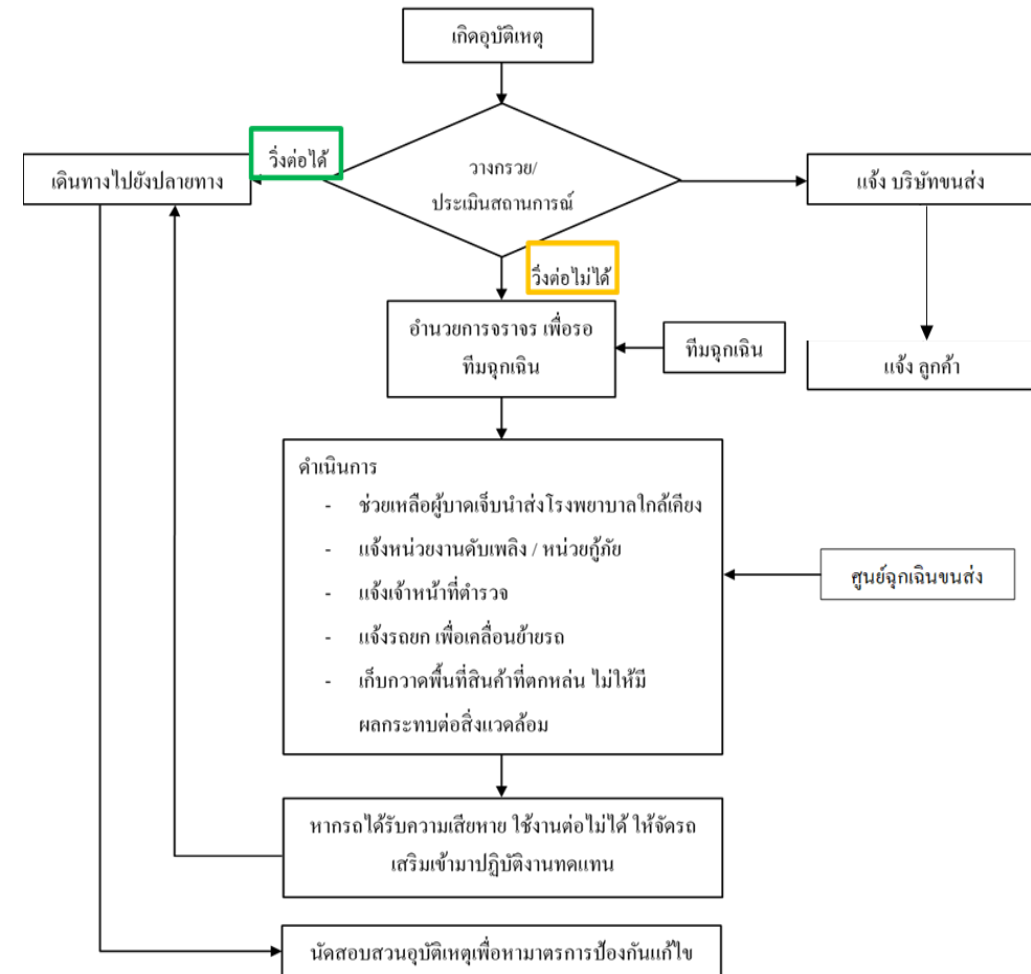 เกิดอุบัติเหตุ
วิ่งต่อได้
เดินทางไปยังปลายทาง
วางกรวย/
ประเมินสถานการณ์
แจ้ง บริษัทขนส่ง
วิ่งต่อไม่ได้
อำนวยการจราจร เพื่อรอ
ทีมฉุกเฉิน
ทีมฉุกเฉิน
แจ้ง ลูกค้า
ดำเนินการ
- ช่วยเหลือผู้บาดเจ็บนำส่งโรงพยาบาลใกล้เคียง
- แจ้งหน่วยงานดับเพลิง / หน่วยกู้ภัย
- แจ้งเจ้าหน้าที่ตำรวจ
- แจ้งรถยก เพื่อเคลื่อนย้ายรถ
- เก็บกวาดพื้นที่สินค้าที่ตกหล่น ไม่ให้มี
ผลกระทบต่อสิ่งแวดล้อม
ศูนย์ฉุกเฉินขนส่ง
หากรถได้รับความเสียหาย ใช้งานต่อไม่ได้ ให้จัดรถ
เสริมเข้ามาปฏิบัติงานทดแทน
นัดสอบสวนอุบัติเหตุเพื่อหามาตรการป้องกันแก้ไข